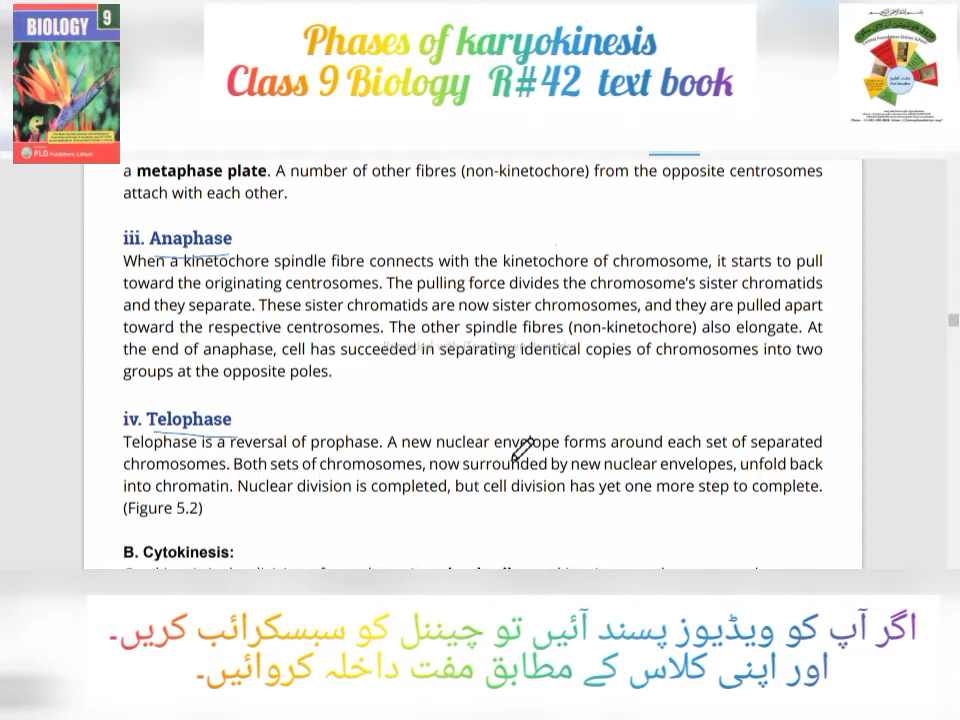 BIOLOGY 9
PLD Publishers, Lahore
Phases of karyokinesis
Class 9 Biology R#42 text book
a metaphase plate. A number of other fibres (non-kinetochore) from the opposite centrosomes
attach with each other.
iii. Anaphase
When a kinetochore spindle fibre connects with the kinetochore of chromosome, it starts to pull
toward the originating centrosomes. The pulling force divides the chromosome's sister chromatids
and they separate. These sister chromatids are now sister chromosomes, and they are pulled apart
toward the respective centrosomes. The other spindle fibres (non-kinetochore) also elongate. At
the end of anaphase, cell has succeeded in separating identical copies of chromosomes into two
groups at the opposite poles.
iv. Telophase
Telophase is a reversal of prophase. A new nuclear envelope forms around each set of separated
chromosomes. Both sets of chromosomes, now surrounded by new nuclear envelopes, unfold back
into chromatin. Nuclear division is completed, but cell division has yet one more step to complete.
(Figure 5.2)
B. Cytokinesis:
اگر آپ کو ویڈیوز پسند آئیں تو چیننل کو سبسکرائب کریں۔
اور اپنی کلاس کے مطابق مفت داخلہ کروائیں۔